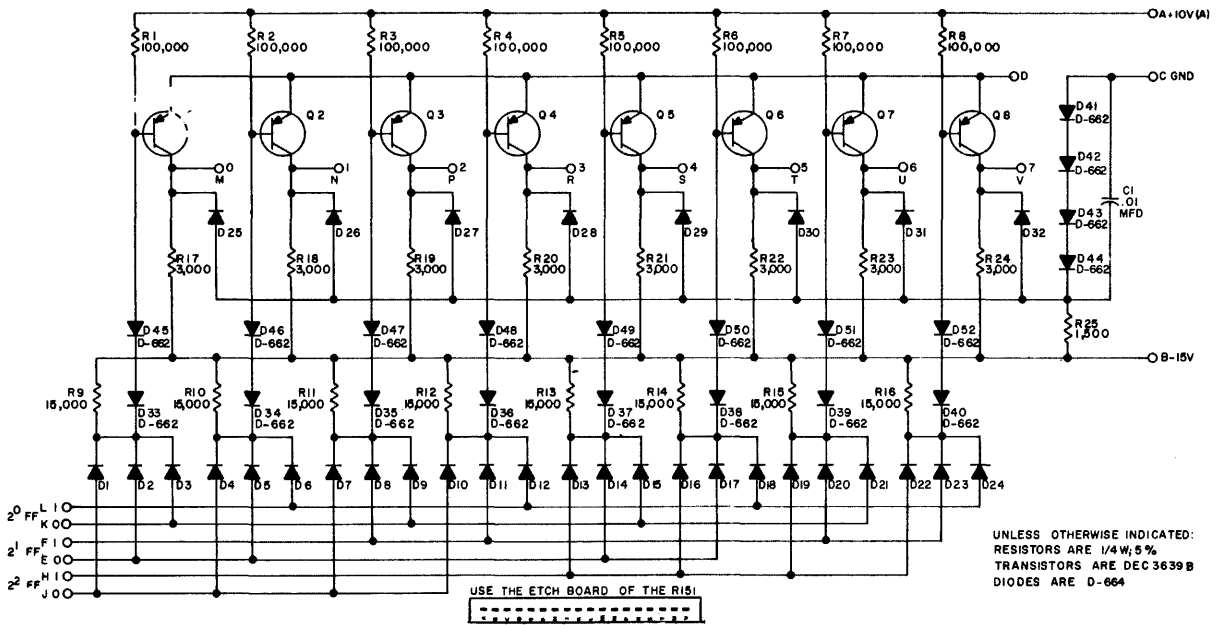 A+10V(A)
R1
100,000
R2
100,000
R3
100,000
R4
100,000
R5
100,000
R6
100,000
R7
100,000
R8
100,000
D
C GND
Q2
Q3
Q4
Q5
Q6
Q7
Q8
D41
D-662
D42
D-662
D43
D-662
D44
D-662
C1
.01
MFD
0
M
1
N
2
P
3
R
4
S
5
T
6
U
7
V
D25
D26
D27
D28
D29
D30
D31
D32
R17
3,000
R18
3,000
R19
3,000
R20
3,000
R21
3,000
R22
3,000
R23
3,000
R24
3,000
R25
1,500
D45
D-662
D46
D-662
D47
D-662
D48
D-662
D49
D-662
D50
D-662
D51
D-662
D52
D-662
B-15V
R9
15,000
R10
15,000
R11
15,000
R12
15,000
R13
15,000
R14
15,000
R15
15,000
R16
15,000
D33
D-662
D34
D-662
D35
D-662
D36
D-662
D37
D-662
D38
D-662
D39
D-662
D40
D-662
D1
D2
D3
D4
D5
D6
D7
D8
D9
D10
D11
D12
D13
D14
D15
D16
D17
D18
D19
D20
D21
D22
D23
D24
2⁰ FF
L 1
K 0
2¹ FF
F 1
E 0
2² FF
H 1
J 0
UNLESS OTHERWISE INDICATED:
RESISTORS ARE 1/4 W; 5%
TRANSISTORS ARE DEC 3639B
DIODES ARE D-664
USE THE ETCH BOARD OF THE R151